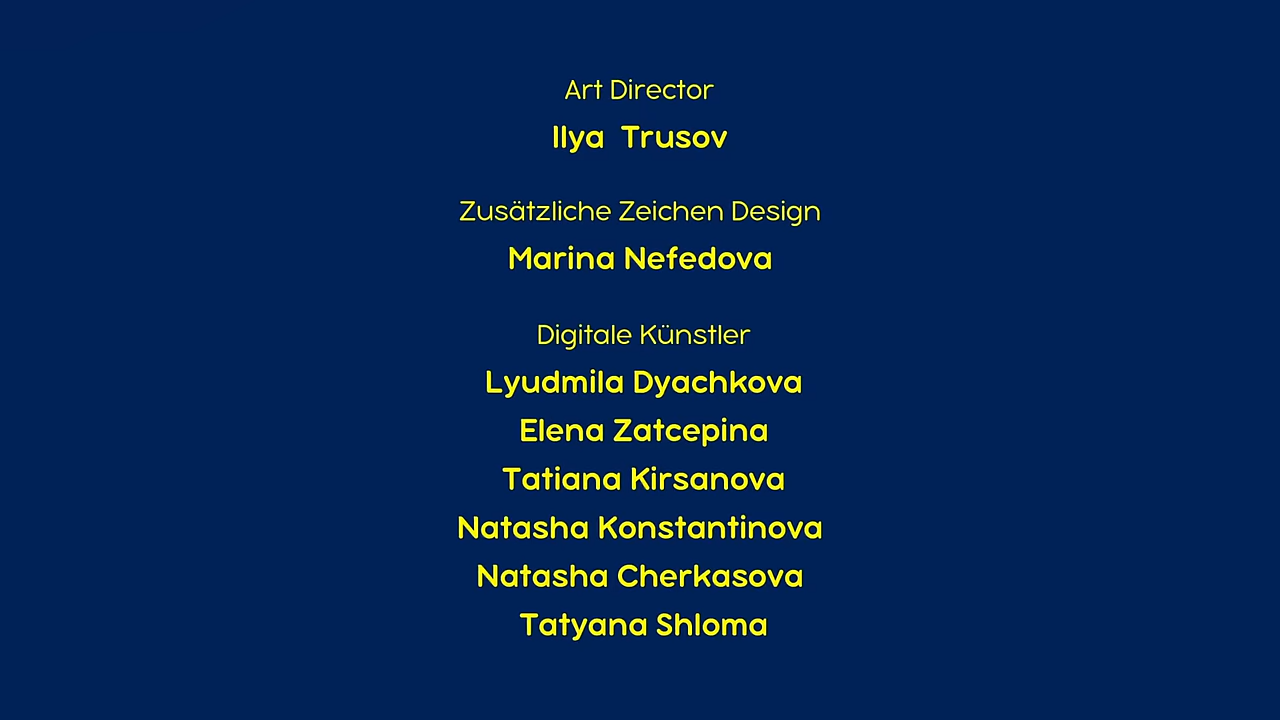 Art Director
Ilya Trusov
Zusätzliche Zeichen Design
Marina Nefedova
Digitale Künstler
Lyudmila Dyachkova
Elena Zatcepina
Tatiana Kirsanova
Natasha Konstantinova
Natasha Cherkasova
Tatyana Shloma